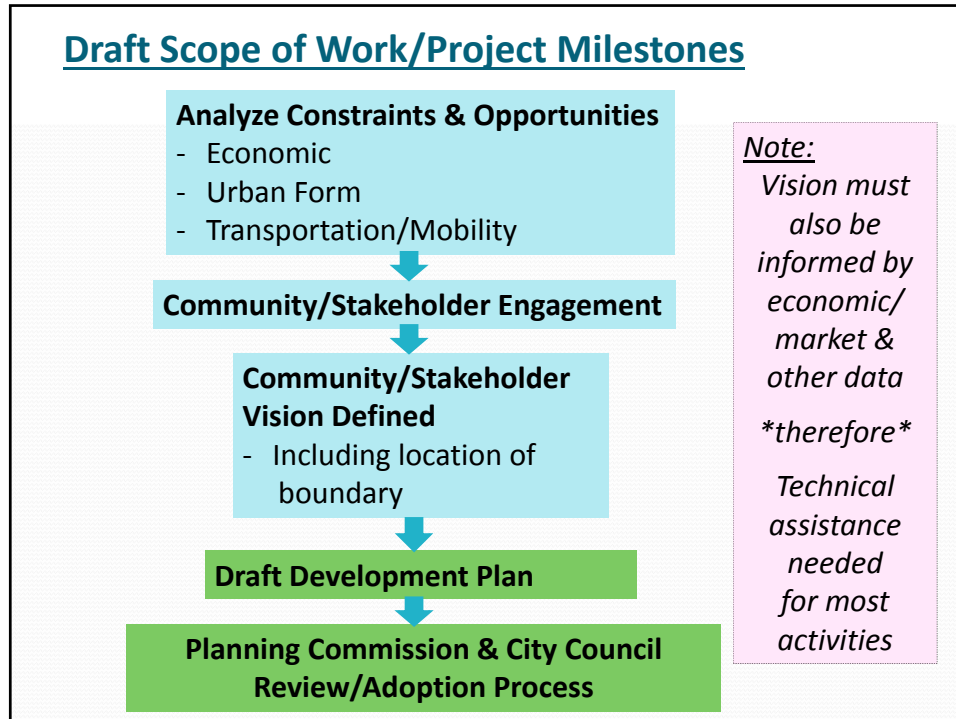 Draft Scope of Work/Project Milestones
Analyze Constraints & Opportunities
- Economic
- Urban Form
- Transportation/Mobility
Community/Stakeholder Engagement
Community/Stakeholder
Vision Defined
- Including location of
boundary
Draft Development Plan
Planning Commission & City Council
Review/Adoption Process
Note:
Vision must
also be
informed by
economic/
market &
other data
*therefore*
Technical
assistance
needed
for most
activities